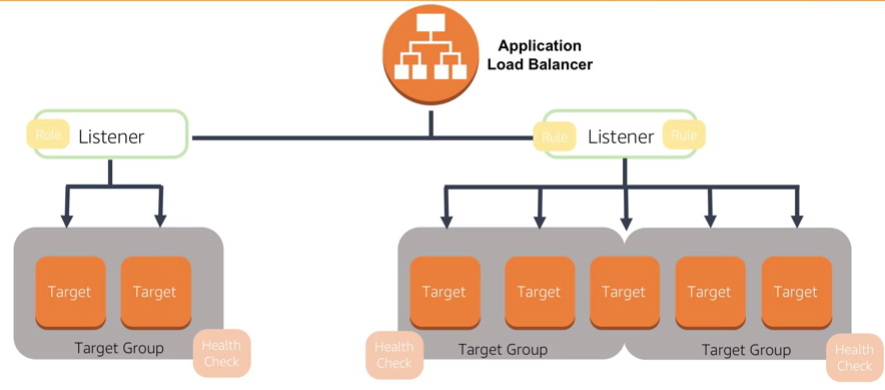 Application
Load Balancer
Rule Listener
Rule Listener Rule
Target Target
Target Target Target Target Target
Target Group
Target Group
Target Group
Health
Check
Health
Check
Health
Check